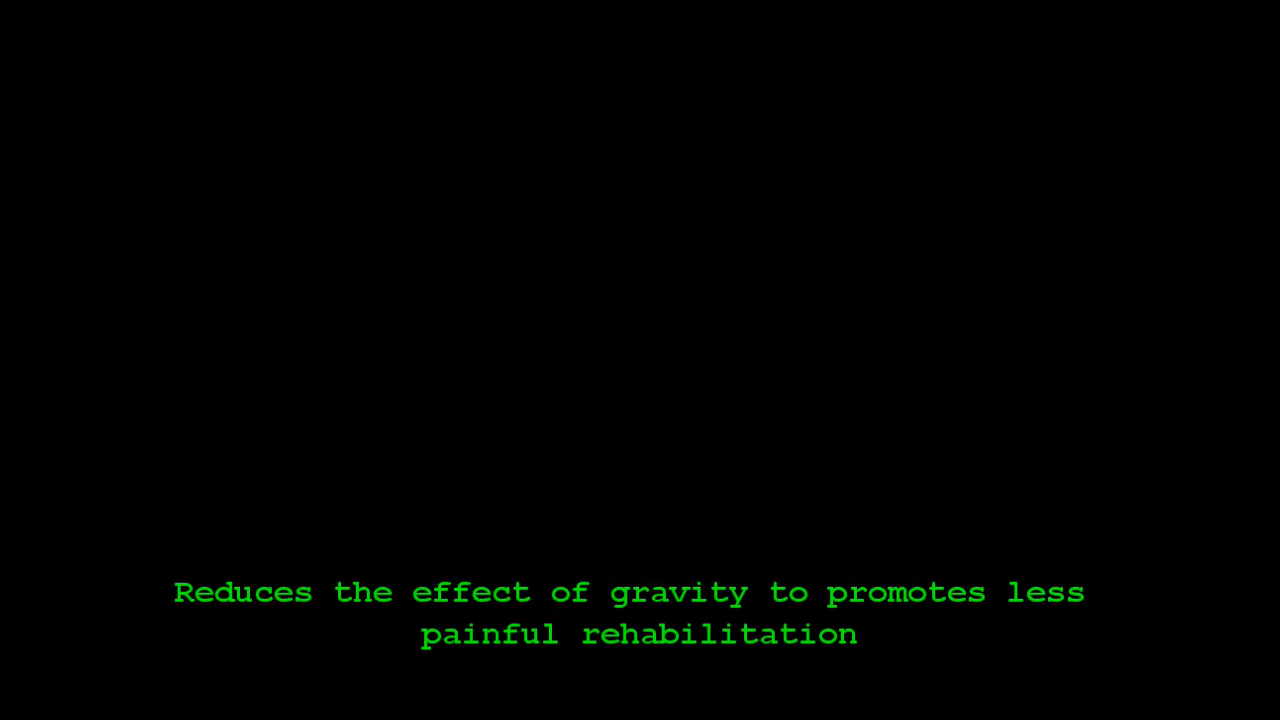 Reduces the effect of gravity to promotes less
painful rehabilitation